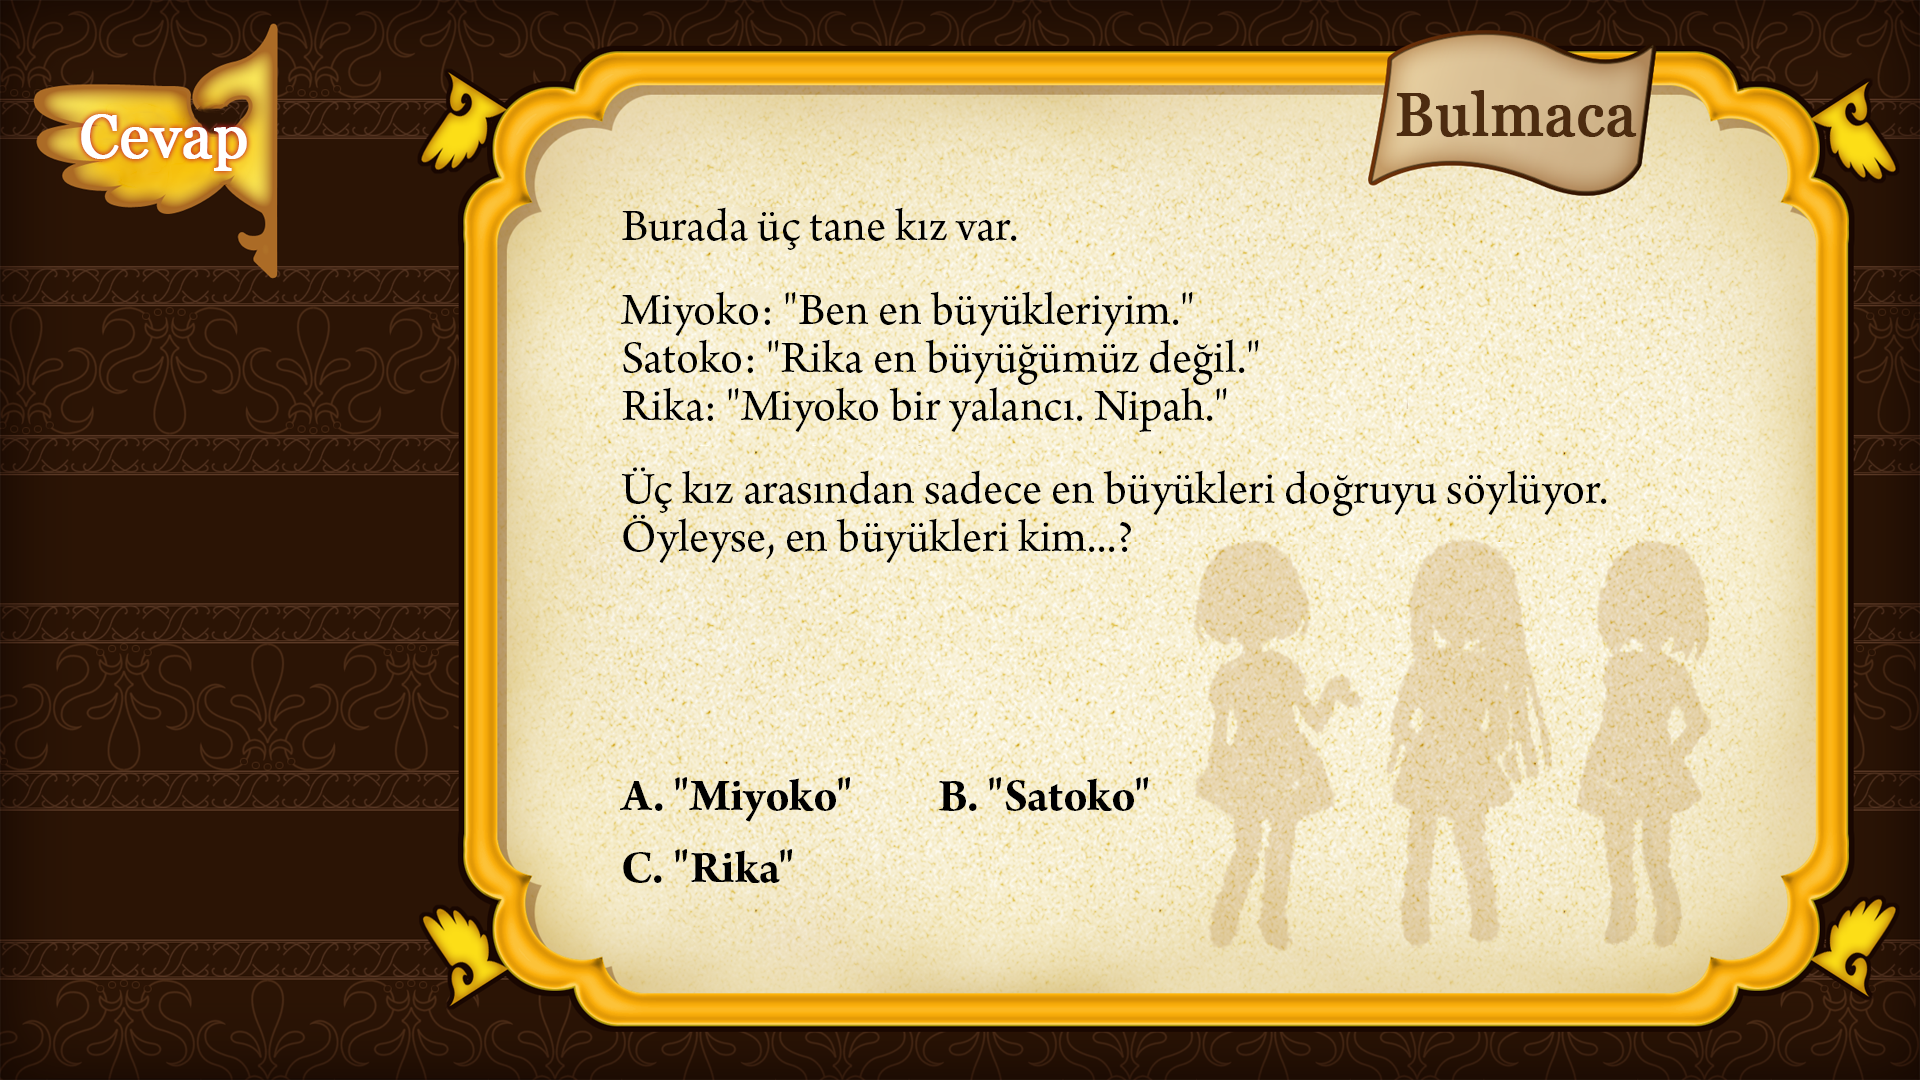 Cevap
Bulmaca
Burada üç tane kız var.
Miyoko: "Ben en büyükleriyim."
Satoko: "Rika en büyüğümüz değil."
Rika: "Miyoko bir yalancı. Nipah."
Üç kız arasından sadece en büyükleri doğruyu söylüyor.
Öyleyse, en büyükleri kim...?
A. "Miyoko" B. "Satoko"
C. "Rika"